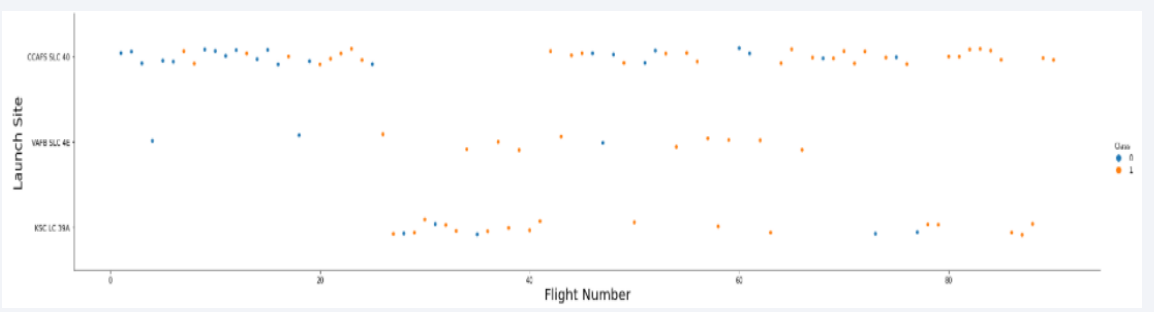 CCAFS SLC 40
VAFB SLC 4E
KSC LC 39A
Launch Site
0 20 40 60 80
Flight Number
Class
0
1